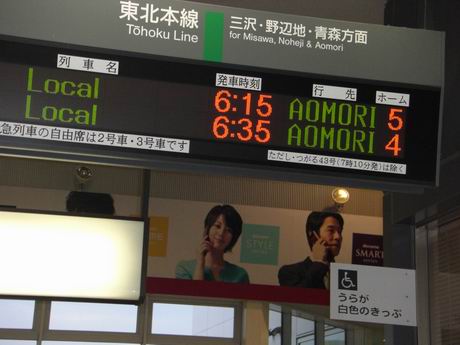 東北本線
Tōhoku Line
三沢・野辺地・青森方面
for Misawa, Noheji & Aomori
列車名 発車時刻 行先 ホーム
Local 6:15 AOMORI 5
Local 6:35 AOMORI 4
急列車の自由席は2号車・3号車です
ただし・つがる43号(7時10分発)は除く
STYLE
series
SMART
series
うらが
白色のきっぷ